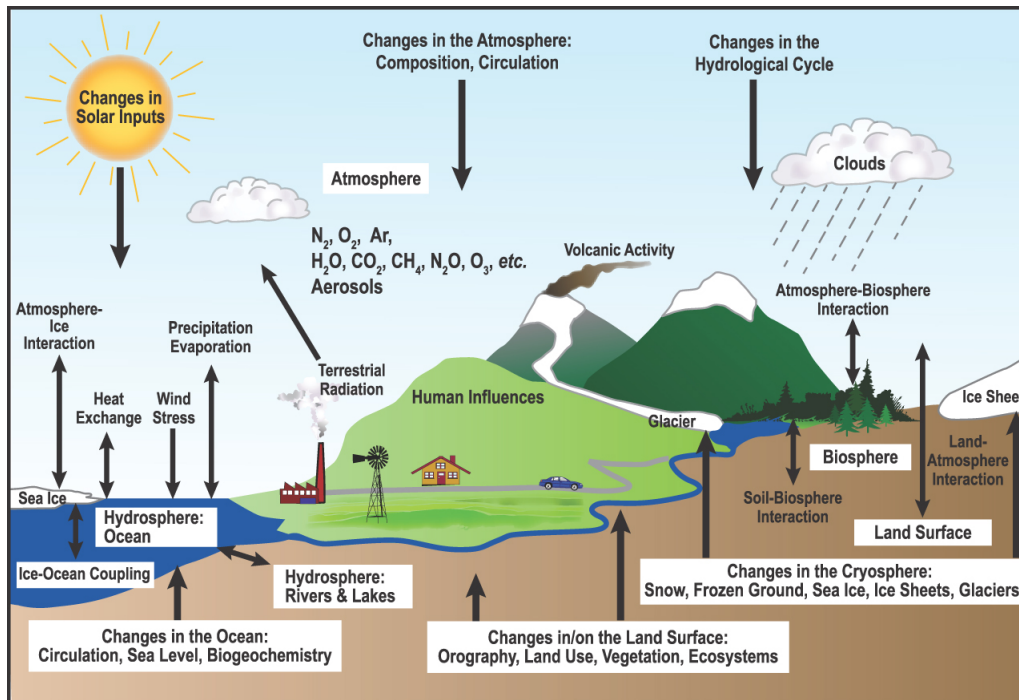 Changes in the Atmosphere:
Composition, Circulation
Changes in the
Hydrological Cycle
Changes in
Solar Inputs
Clouds
Atmosphere
N₂, O₂, Ar,
H₂O, CO₂, CH₄, N₂O, O₃, etc.
Aerosols
Volcanic Activity
Atmosphere-
Ice
Interaction
Precipitation
Evaporation
Atmosphere-Biosphere
Interaction
Terrestrial
Radiation
Human Influences
Heat
Exchange
Wind
Stress
Ice Shee
Glacier
Land-
Atmosphere
Interaction
Biosphere
Soil-Biosphere
Interaction
Sea Ice
Hydrosphere:
Ocean
Land Surface
Ice-Ocean Coupling
Hydrosphere:
Rivers & Lakes
Changes in the Cryosphere:
Snow, Frozen Ground, Sea Ice, Ice Sheets, Glaciers
Changes in the Ocean:
Circulation, Sea Level, Biogeochemistry
Changes in/on the Land Surface:
Orography, Land Use, Vegetation, Ecosystems